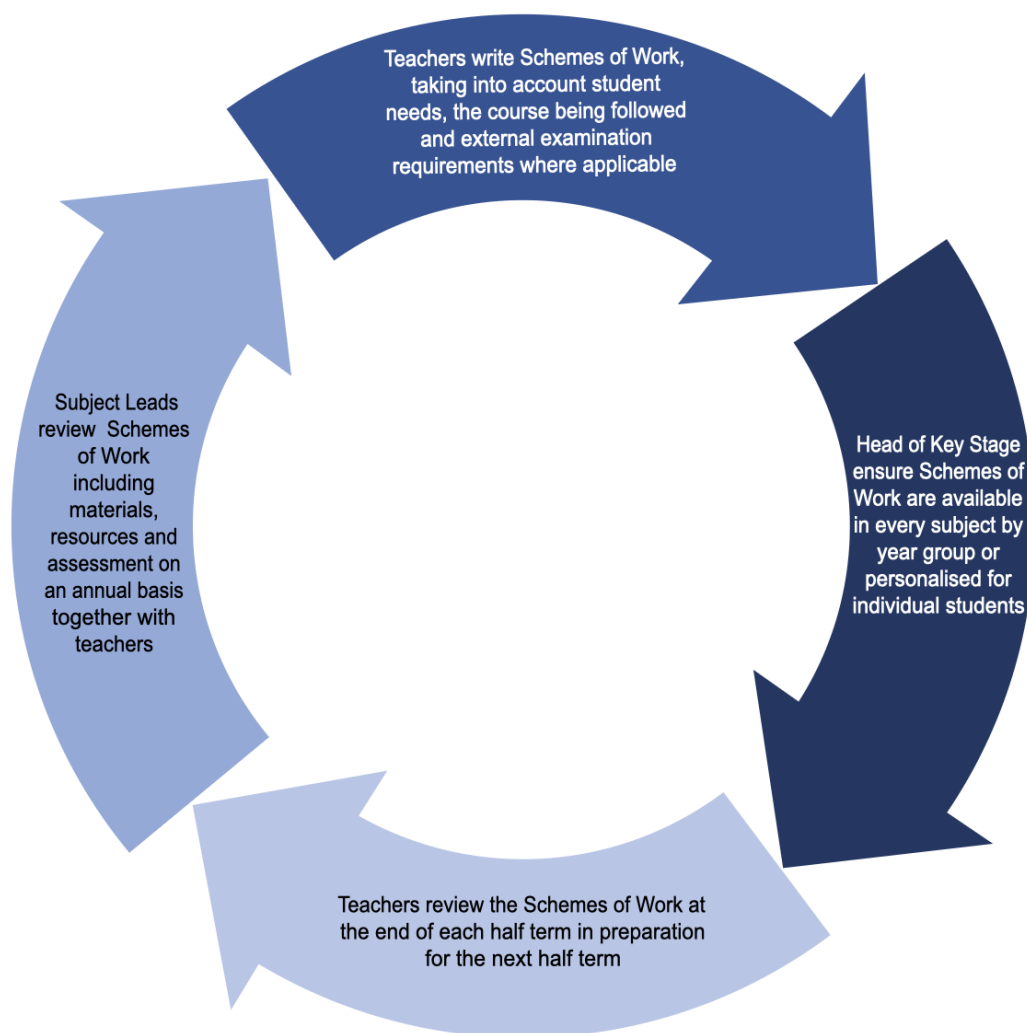 Teachers write Schemes of Work,
taking into account student
needs, the course being followed
and external examination
requirements where applicable
Head of Key Stage
ensure Schemes of
Work are available
in every subject by
year group or
personalised for
individual students
Teachers review the Schemes of Work at
the end of each half term in preparation
for the next half term
Subject Leads
review  Schemes
of Work
including
materials,
resources and
assessment on
an annual basis
together with
teachers